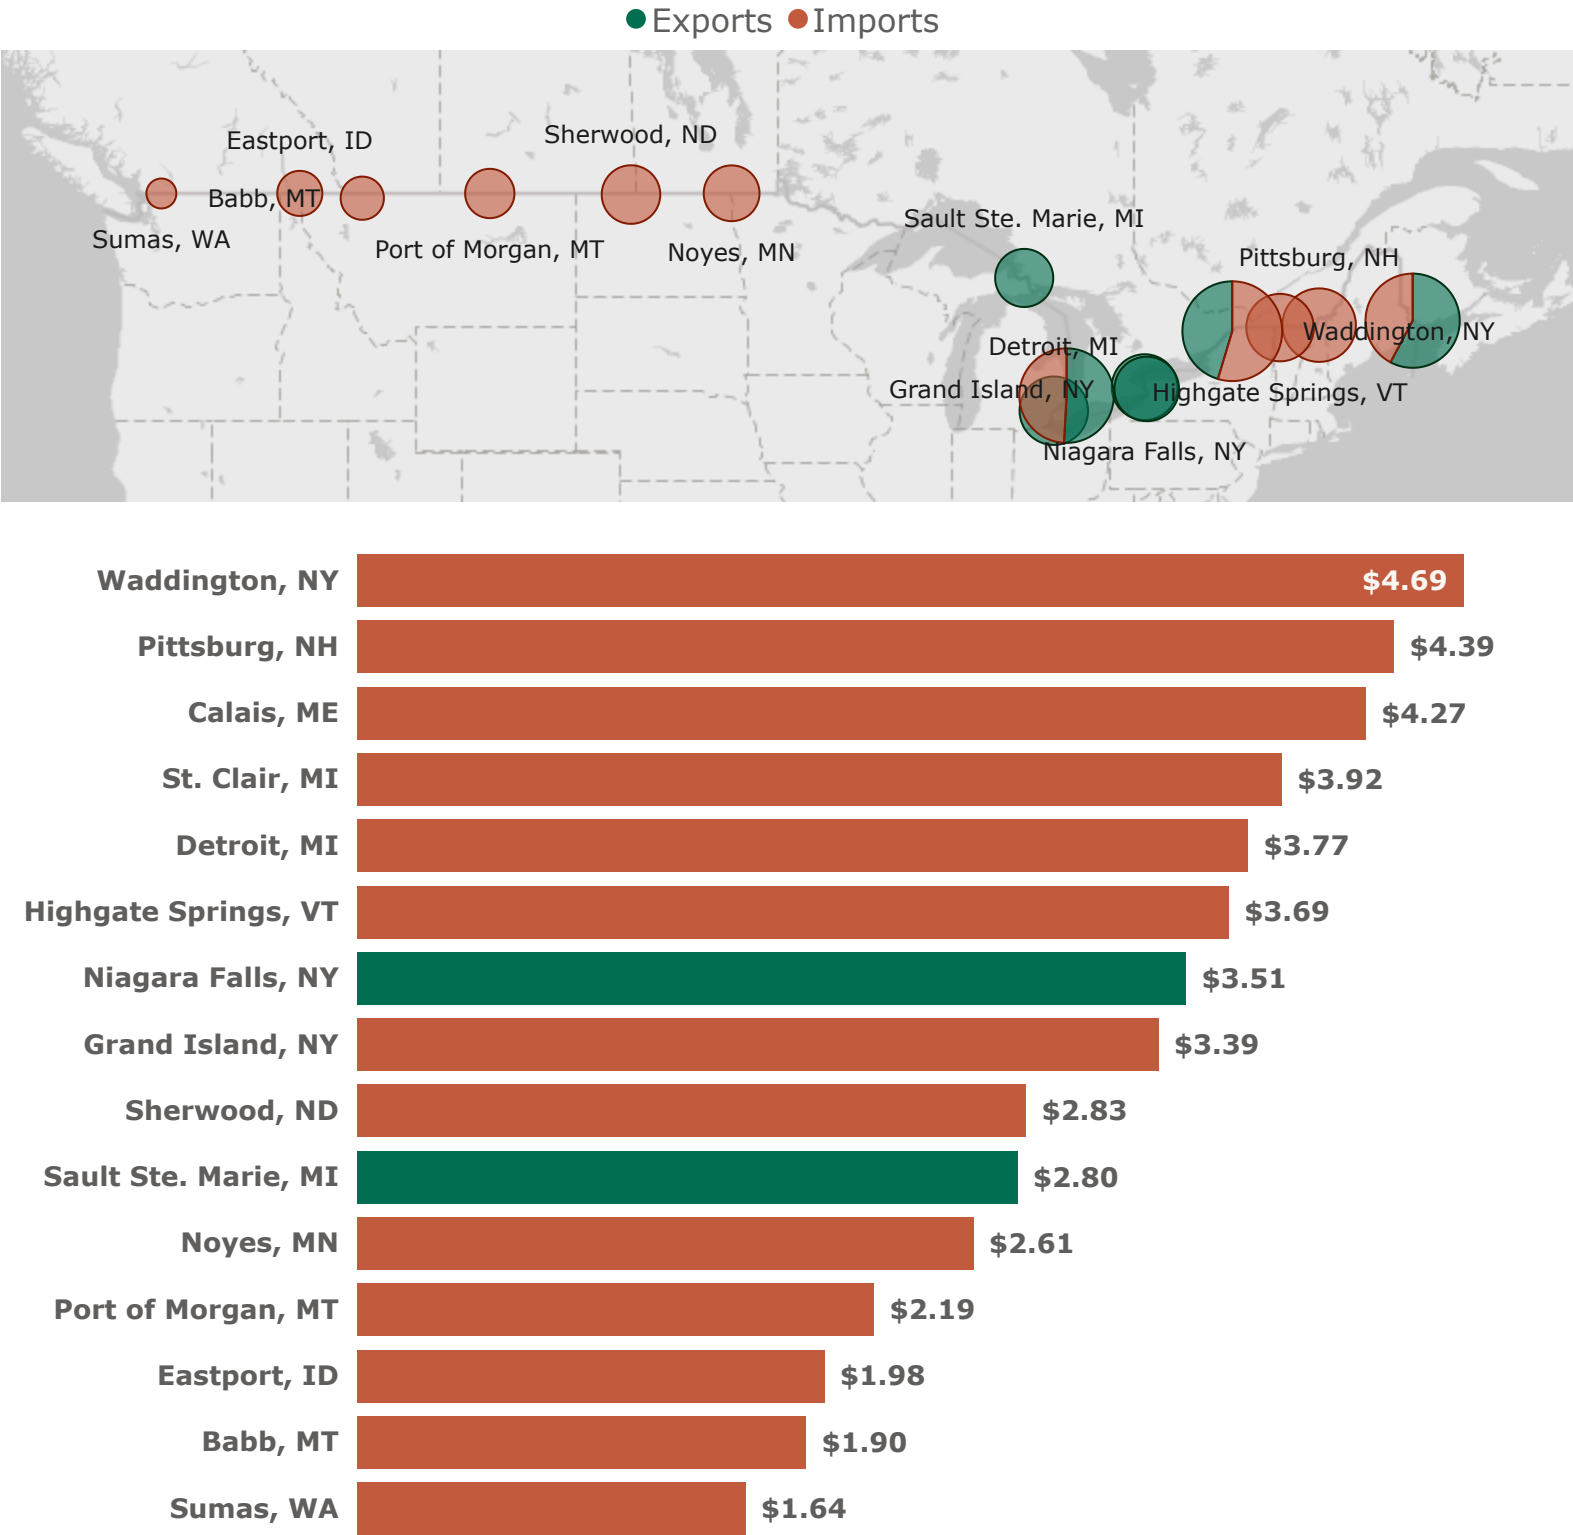 Exports Imports
Eastport, ID
Sherwood, ND
Babb, MT
Sumas, WA
Port of Morgan, MT
Noyes, MN
Sault Ste. Marie, MI
Pittsburg, NH
Waddington, NY
Detroit, MI
Grand Island, NY
Highgate Springs, VT
Niagara Falls, NY
Waddington, NY $4.69
Pittsburg, NH $4.39
Calais, ME $4.27
St. Clair, MI $3.92
Detroit, MI $3.77
Highgate Springs, VT $3.69
Niagara Falls, NY $3.51
Grand Island, NY $3.39
Sherwood, ND $2.83
Sault Ste. Marie, MI $2.80
Noyes, MN $2.61
Port of Morgan, MT $2.19
Eastport, ID $1.98
Babb, MT $1.90
Sumas, WA $1.64